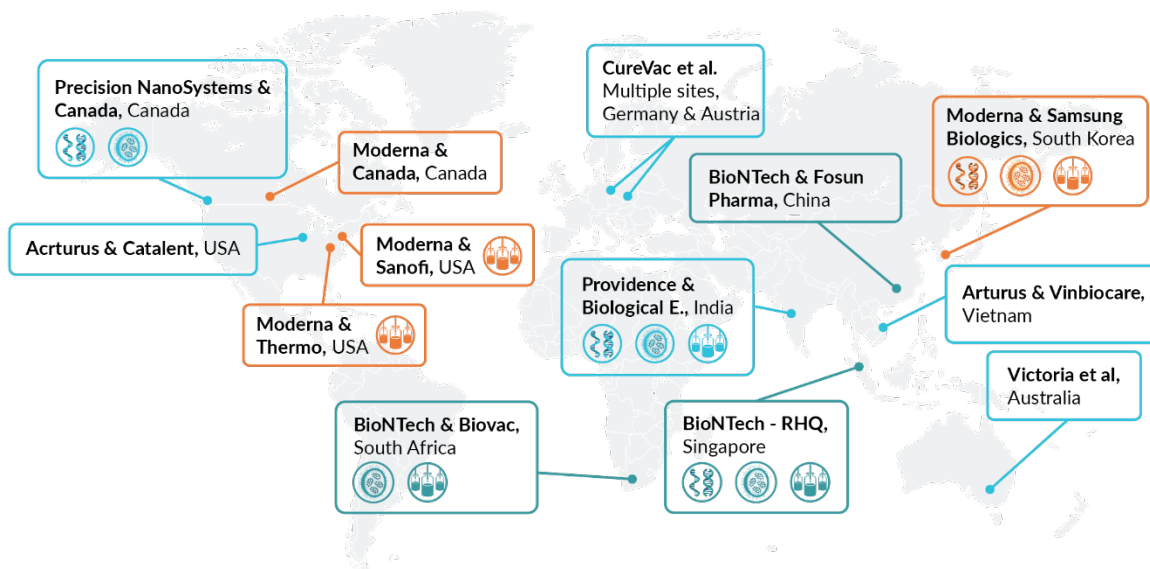 Precision NanoSystems &
Canada, Canada
Moderna &
Canada, Canada
Acrturus & Catalent, USA
Moderna &
Sanofi, USA
Moderna &
Thermo, USA
CureVac et al.
Multiple sites,
Germany & Austria
BioNTech & Fosun
Pharma, China
Moderna & Samsung
Biologics, South Korea
Providence &
Biological E., India
Arturus & Vinbiocare,
Vietnam
Victoria et al,
Australia
BioNTech & Biovac,
South Africa
BioNTech - RHQ,
Singapore